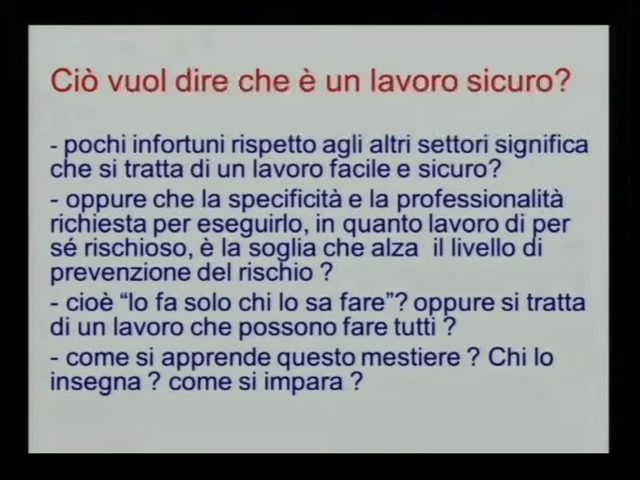 Ciò vuol dire che è un lavoro sicuro?
- pochi infortuni rispetto agli altri settori significa
che si tratta di un lavoro facile e sicuro?
- oppure che la specificità e la professionalità
richiesta per eseguirlo, in quanto lavoro di per
sé rischioso, è la soglia che alza il livello di
prevenzione del rischio ?
- cioè “lo fa solo chi lo sa fare”? oppure si tratta
di un lavoro che possono fare tutti ?
- come si apprende questo mestiere ? Chi lo
insegna ? come si impara ?